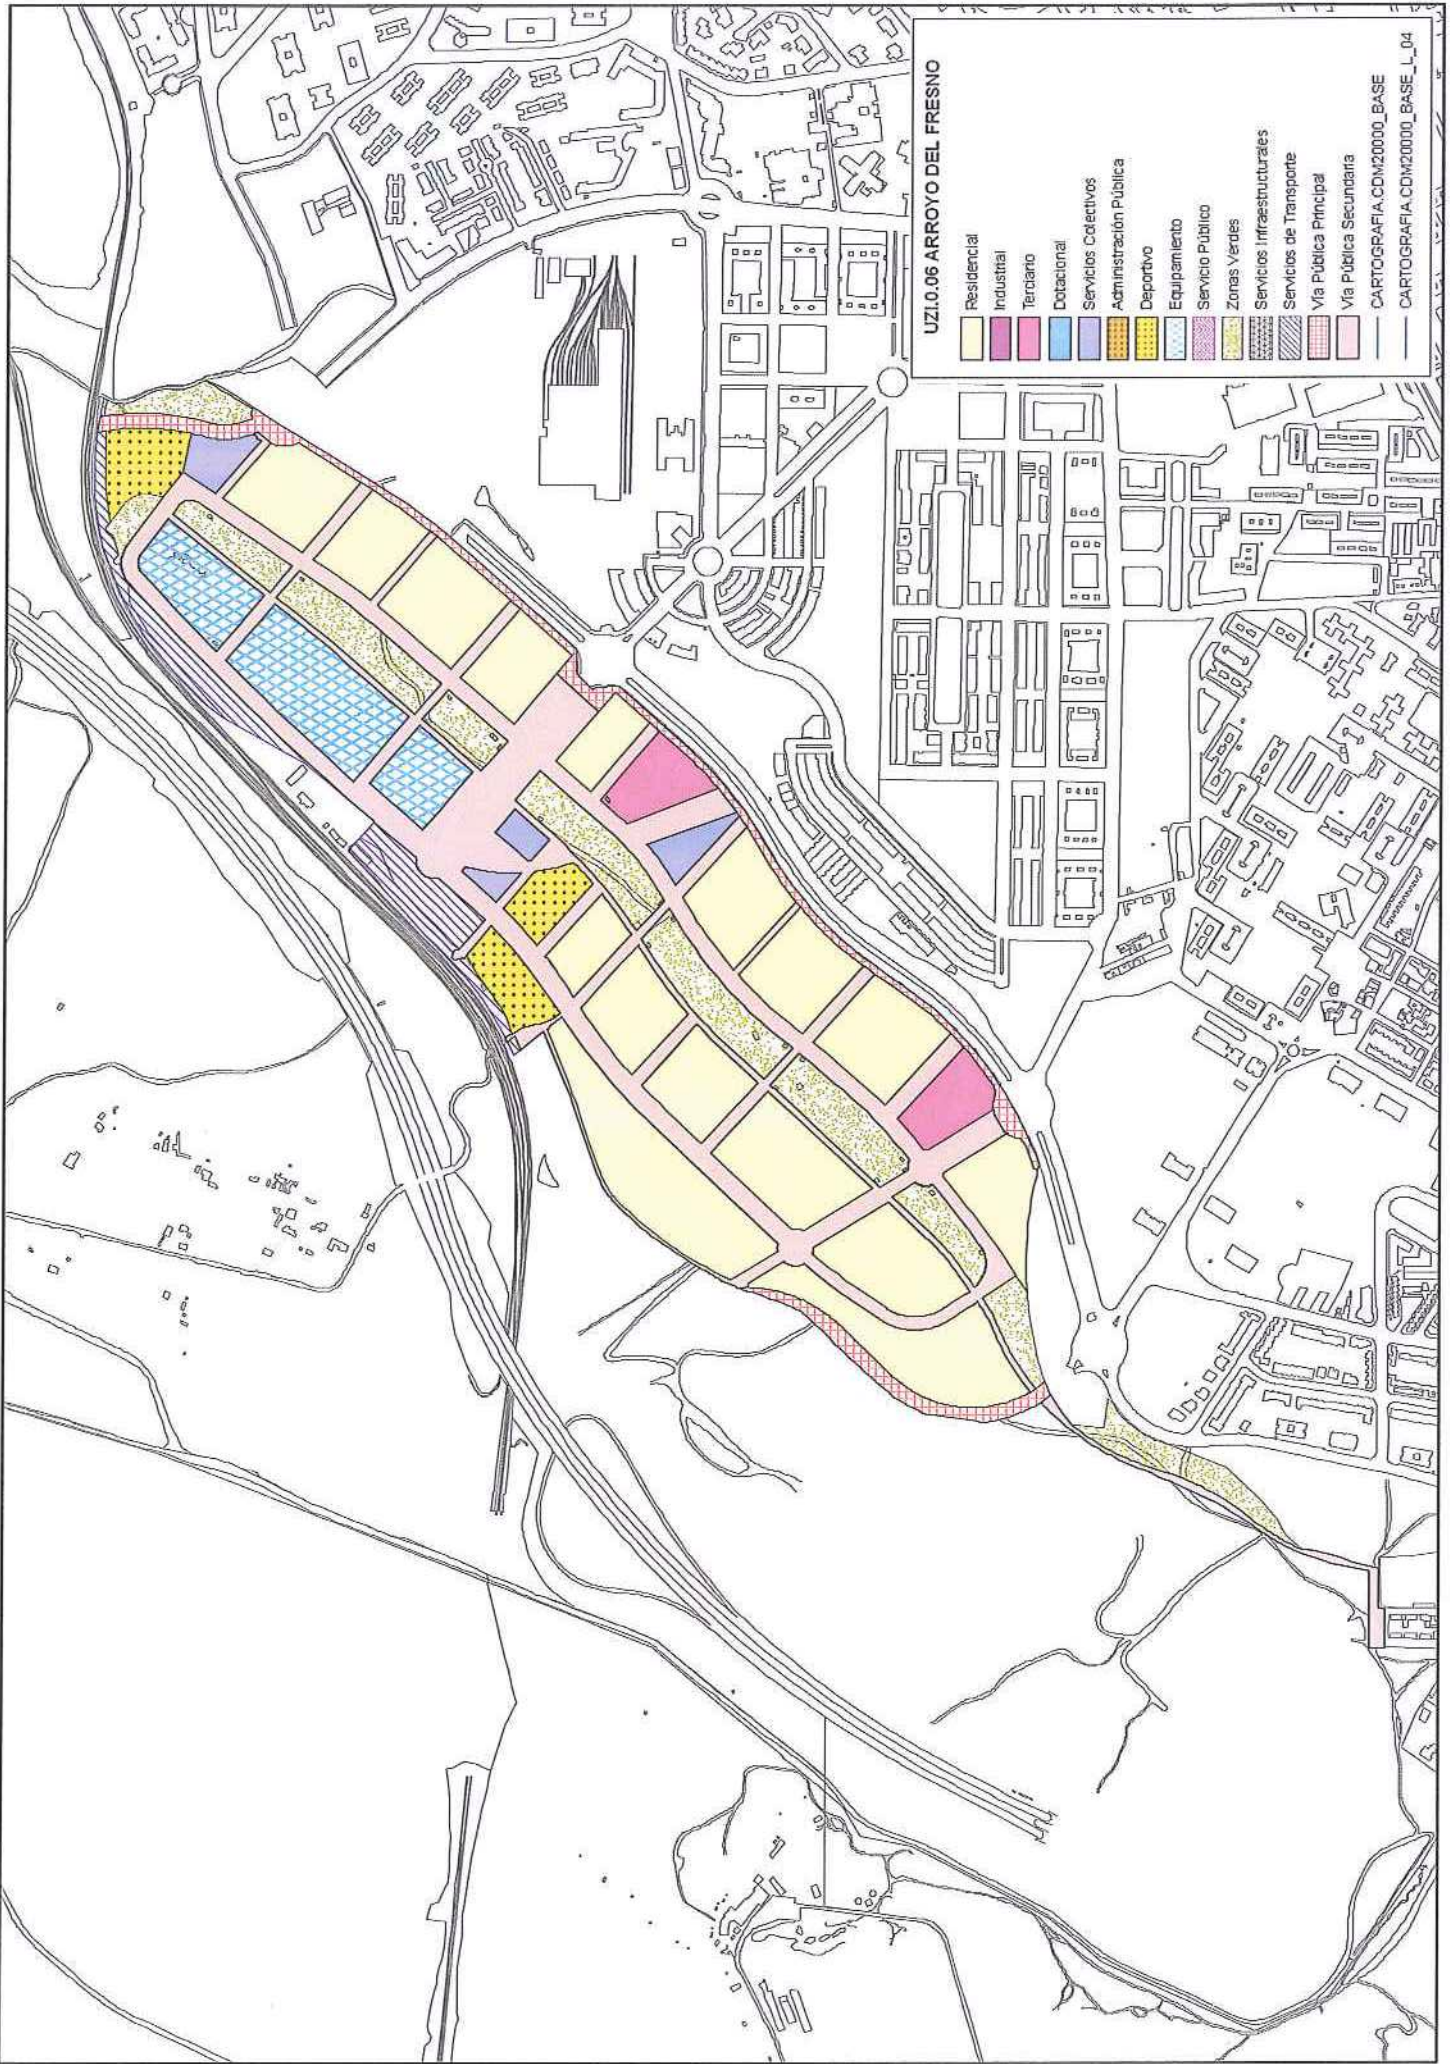 UZI.0.06 ARROYO DEL FRESNO
Residencial
Industrial
Terciario
Dotacional
Servicios Colectivos
Administración Pública
Deportivo
Equipamiento
Servicio Público
Zonas Verdes
Servicios Infraestructurales
Servicios de Transporte
Vía Pública Principal
Vía Pública Secundaria
CARTOGRAFIA.CDM20000_BASE
CARTOGRAFIA.CDM20000_BASE_L_04